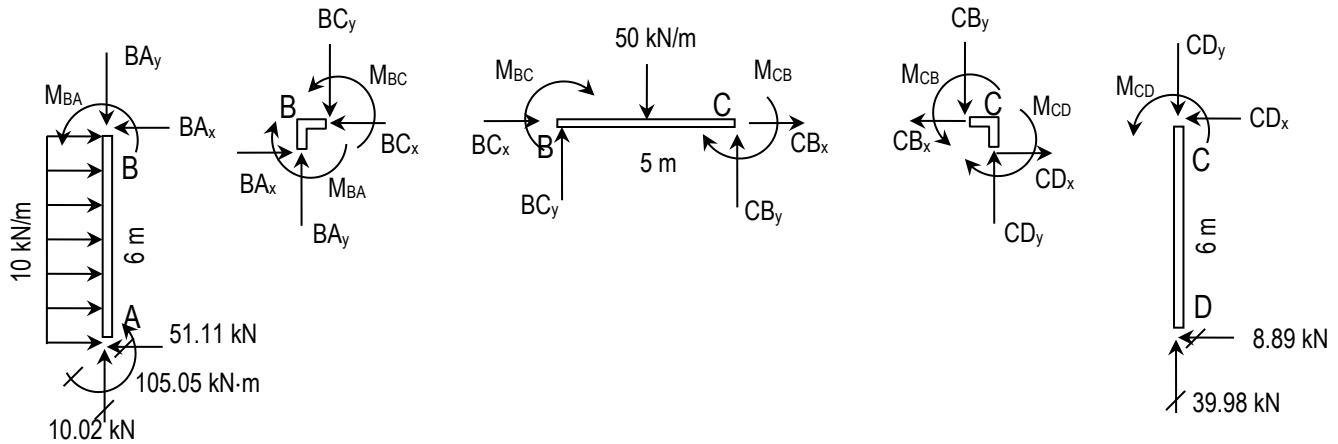 BAy
MBA
BAx
B
10 kN/m
6 m
A
51.11 kN
105.05 kN·m
10.02 kN
BCy
MBC
B
BCx
BAx
MBA
BAy
50 kN/m
MBC
MCB
C
BCx
B
5 m
CBx
BCy
CBy
CBy
MCB
C
MCD
CBx
CDx
CDy
CDy
MCD
CDx
C
6 m
D
8.89 kN
39.98 kN